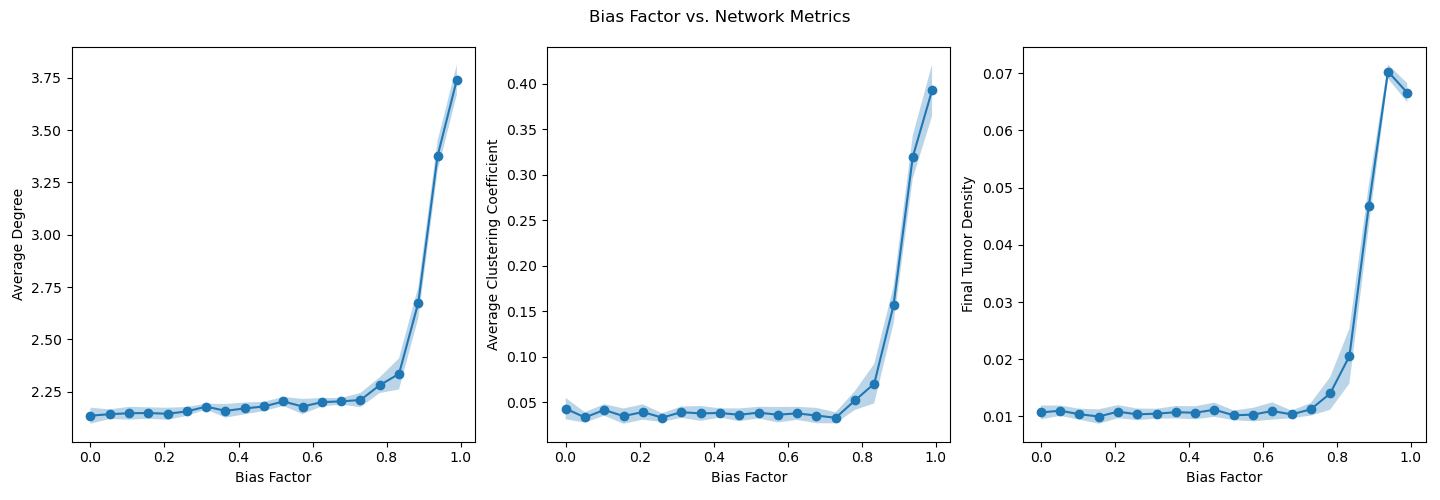 Bias Factor vs. Network Metrics
Average Degree
3.75
3.50
3.25
3.00
2.75
2.50
2.25
0.0 0.2 0.4 0.6 0.8 1.0
Bias Factor
Average Clustering Coefficient
0.40
0.35
0.30
0.25
0.20
0.15
0.10
0.05
0.0 0.2 0.4 0.6 0.8 1.0
Bias Factor
Final Tumor Density
0.07
0.06
0.05
0.04
0.03
0.02
0.01
0.0 0.2 0.4 0.6 0.8 1.0
Bias Factor